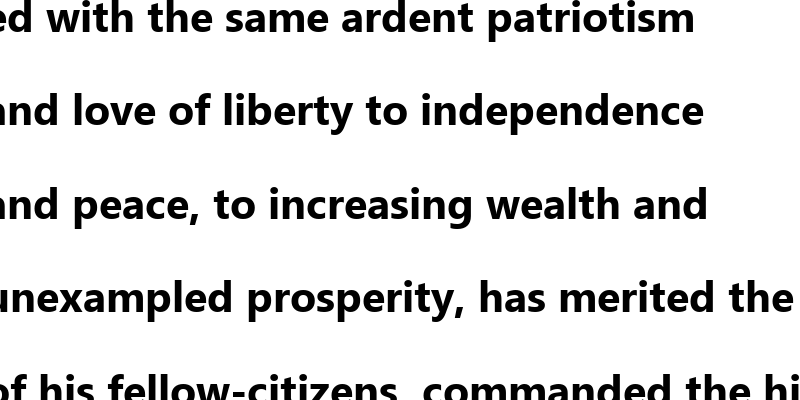 with the same ardent patriotism
and love of liberty to independence
and peace, to increasing wealth and
unexampled prosperity, has merited the
of his fellow-citizens, commanded the